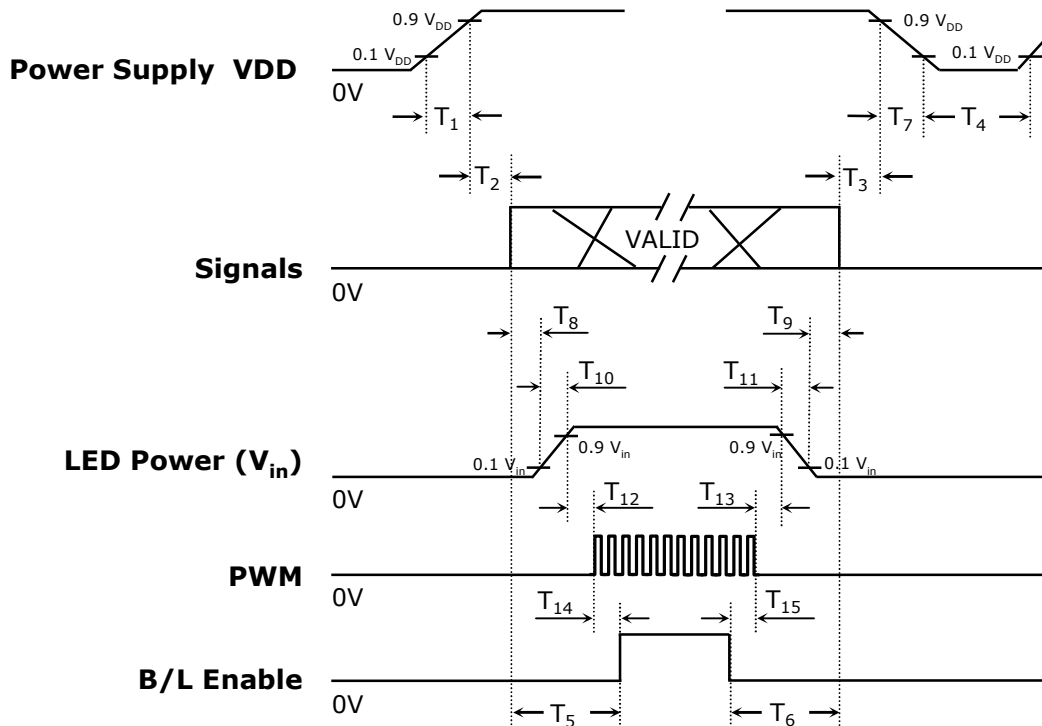 0.9 V_DD
0.9 V_DD
0.1 V_DD
0.1 V_DD
Power Supply VDD
0V
T_1
T_7
T_4
T_2
T_3
VALID
Signals
0V
T_8
T_9
T_10
T_11
0.9 V_in
0.9 V_in
LED Power (V_in)
0.1 V_in
0.1 V_in
0V
T_12
T_13
PWM
0V
T_14
T_15
B/L Enable
0V
T_5
T_6